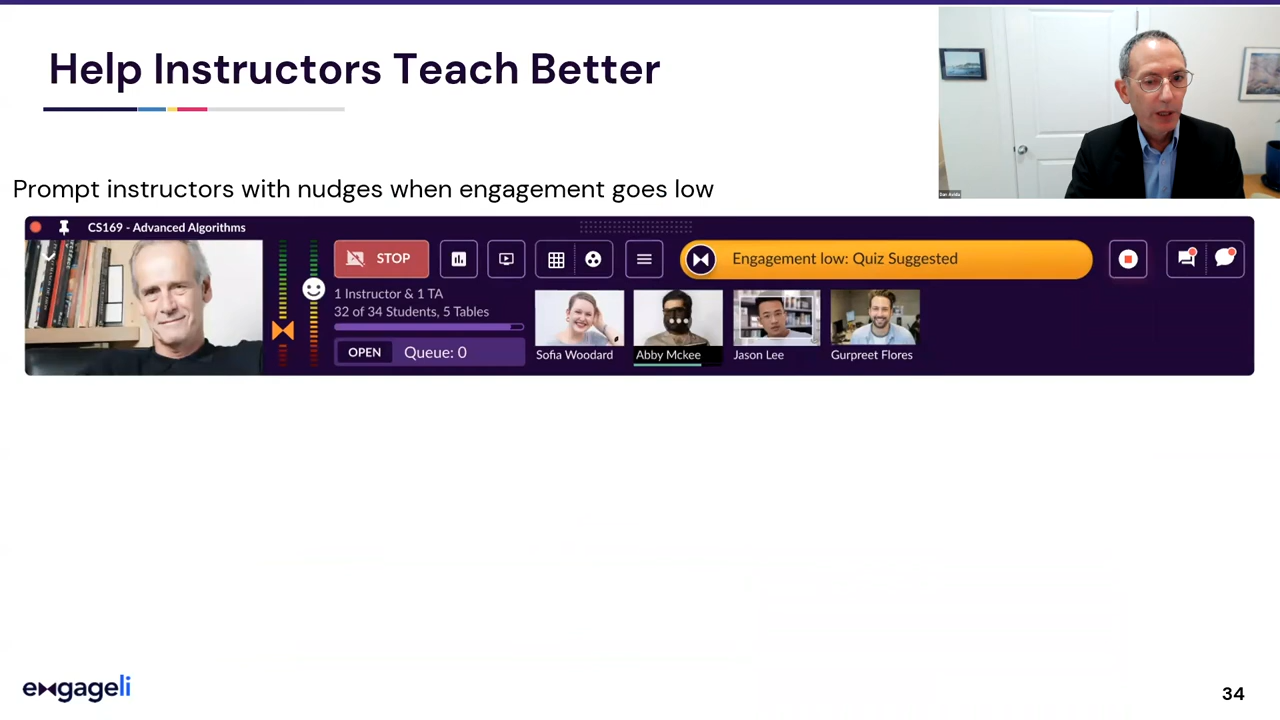 Help Instructors Teach Better
Dan Avida
Prompt instructors with nudges when engagement goes low
CS169 - Advanced Algorithms
STOP
Engagement low: Quiz Suggested
1 Instructor & 1 TA
32 of 34 Students, 5 Tables
OPEN Queue: 0
Sofia Woodard
Abby Mckee
Jason Lee
Gurpreet Flores
engageli
34